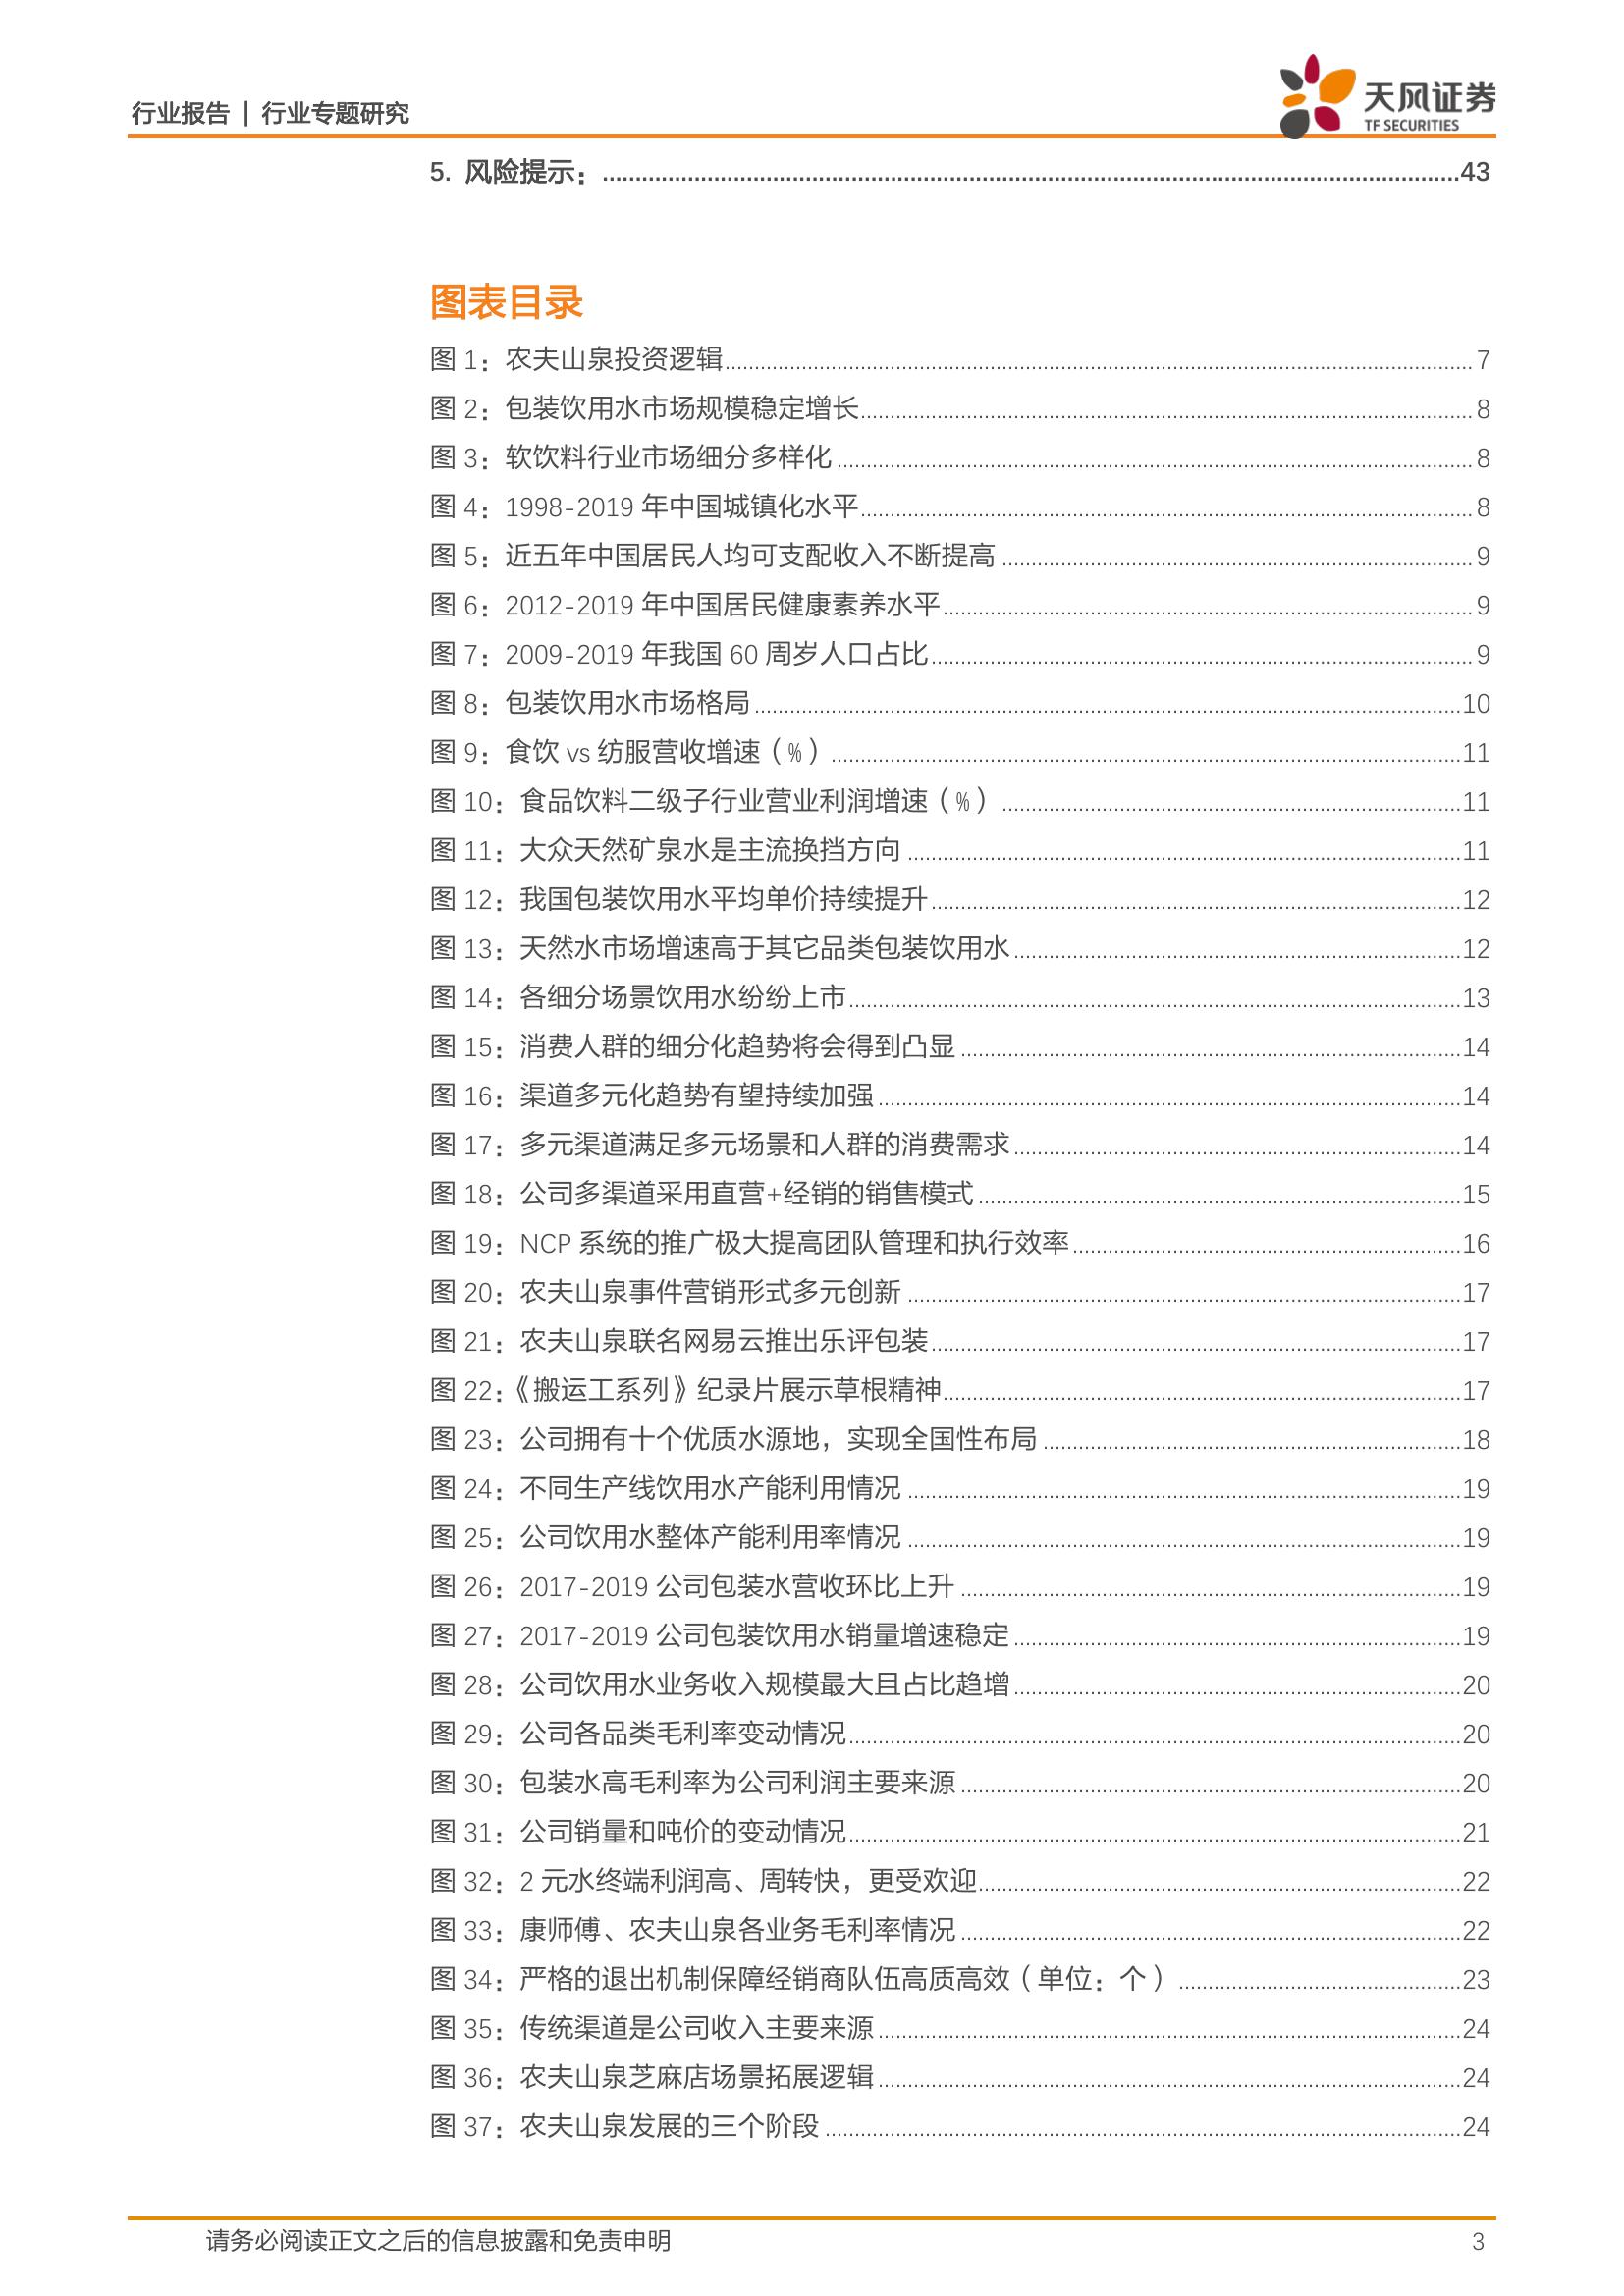 行业报告 | 行业专题研究
天风证券
TF SECURITIES
5. 风险提示：43
图表目录
图 1：农夫山泉投资逻辑 7
图 2：包装饮用水市场规模稳定增长 8
图 3：软饮料行业市场细分多样化 8
图 4：1998-2019 年中国城镇化水平 8
图 5：近五年中国居民人均可支配收入不断提高 9
图 6：2012-2019 年中国居民健康素养水平 9
图 7：2009-2019 年我国 60 周岁人口占比 9
图 8：包装饮用水市场格局 10
图 9：食饮 vs 纺服营收增速（%） 11
图 10：食品饮料二级子行业营业利润增速（%） 11
图 11：大众天然矿泉水是主流换挡方向 11
图 12：我国包装饮用水平均单价持续提升 12
图 13：天然水市场增速高于其它品类包装饮用水 12
图 14：各细分场景饮用水纷纷上市 13
图 15：消费人群的细分化趋势将会得到凸显 14
图 16：渠道多元化趋势有望持续加强 14
图 17：多元渠道满足多元场景和人群的消费需求 14
图 18：公司多渠道采用直营+经销的销售模式 15
图 19：NCP 系统的推广极大提高团队管理和执行效率 16
图 20：农夫山泉事件营销形式多元创新 17
图 21：农夫山泉联名网易云推出乐评包装 17
图 22：《搬运工系列》纪录片展示草根精神 17
图 23：公司拥有十个优质水源地，实现全国性布局 18
图 24：不同生产线饮用水产能利用情况 19
图 25：公司饮用水整体产能利用率情况 19
图 26：2017-2019 公司包装水营收环比上升 19
图 27：2017-2019 公司包装饮用水销量增速稳定 19
图 28：公司饮用水业务收入规模最大且占比趋增 20
图 29：公司各品类毛利率变动情况 20
图 30：包装水高毛利率为公司利润主要来源 20
图 31：公司销量和吨价的变动情况 21
图 32：2 元水终端利润高、周转快，更受欢迎 22
图 33：康师傅、农夫山泉各业务毛利率情况 22
图 34：严格的退出机制保障经销商队伍高质高效（单位：个） 23
图 35：传统渠道是公司收入主要来源 24
图 36：农夫山泉芝麻店场景拓展逻辑 24
图 37：农夫山泉发展的三个阶段 24
请务必阅读正文之后的信息披露和免责申明 3